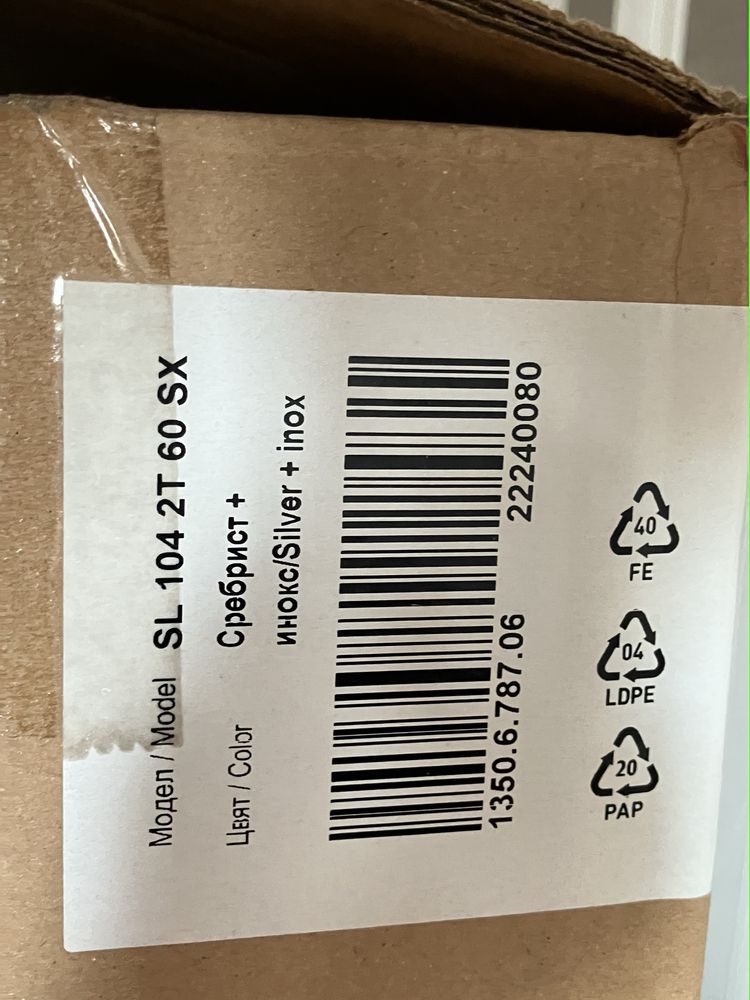 Модел / Model SL 104 2T 60 SX
Цвят / Color Сребрист +
инокс/Silver + inox
1350.6.787.06 22240080
20
PAP
04
LDPE
40
FE